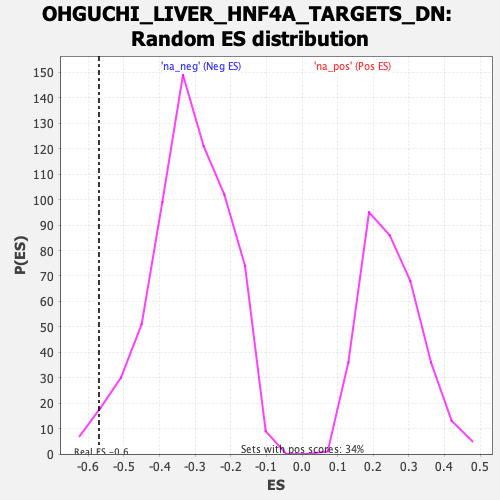 OHGUCHI_LIVER_HNF4A_TARGETS_DN:
Random ES distribution
'na_neg' (Neg ES)
'na_pos' (Pos ES)
150
140
130
120
110
100
90
80
70
60
50
40
30
20
10
0
P(ES)
Real ES -0.6
Sets with pos scores: 34%
-0.6 -0.5 -0.4 -0.3 -0.2 -0.1 0.0 0.1 0.2 0.3 0.4 0.5
ES